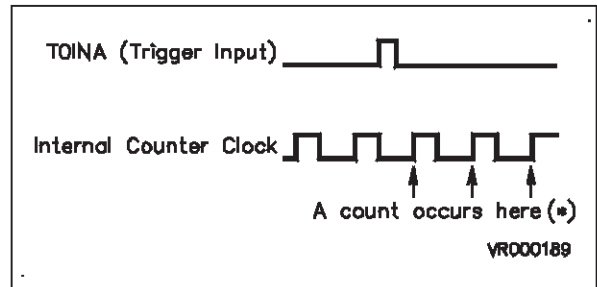 TOINA (Trigger Input)
Internal Counter Clock
A count occurs here (*)
VR000189